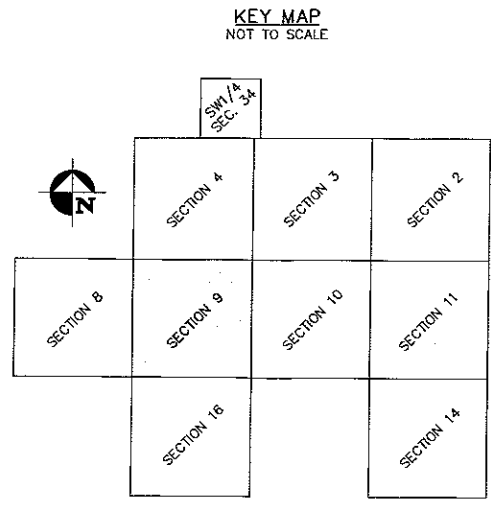 KEY MAP
NOT TO SCALE
SW1/4
SEC. 34
SECTION 4
SECTION 3
SECTION 2
N
SECTION 8
SECTION 9
SECTION 10
SECTION 11
SECTION 16
SECTION 14